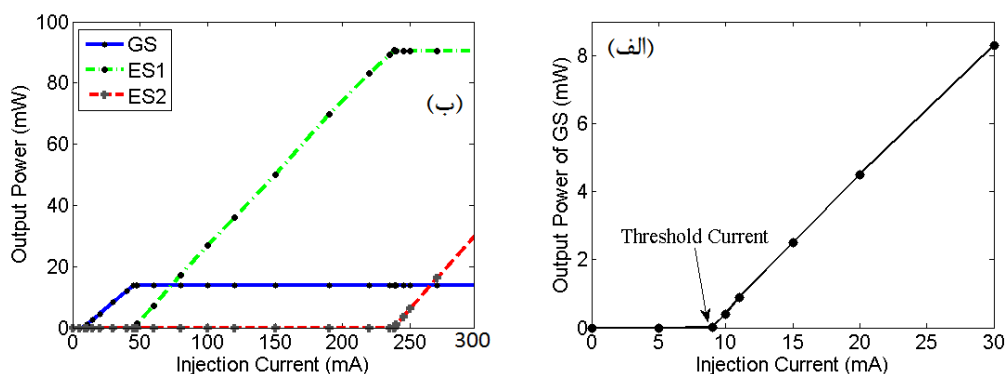 100
80
60
40
20
0
Output Power (mW)
GS
ES1
ES2
(ب)
0 50 100 150 200 250 300
Injection Current (mA)
8
6
4
2
0
Output Power of GS (mW)
(الف)
Threshold Current
0 5 10 15 20 25 30
Injection Current (mA)